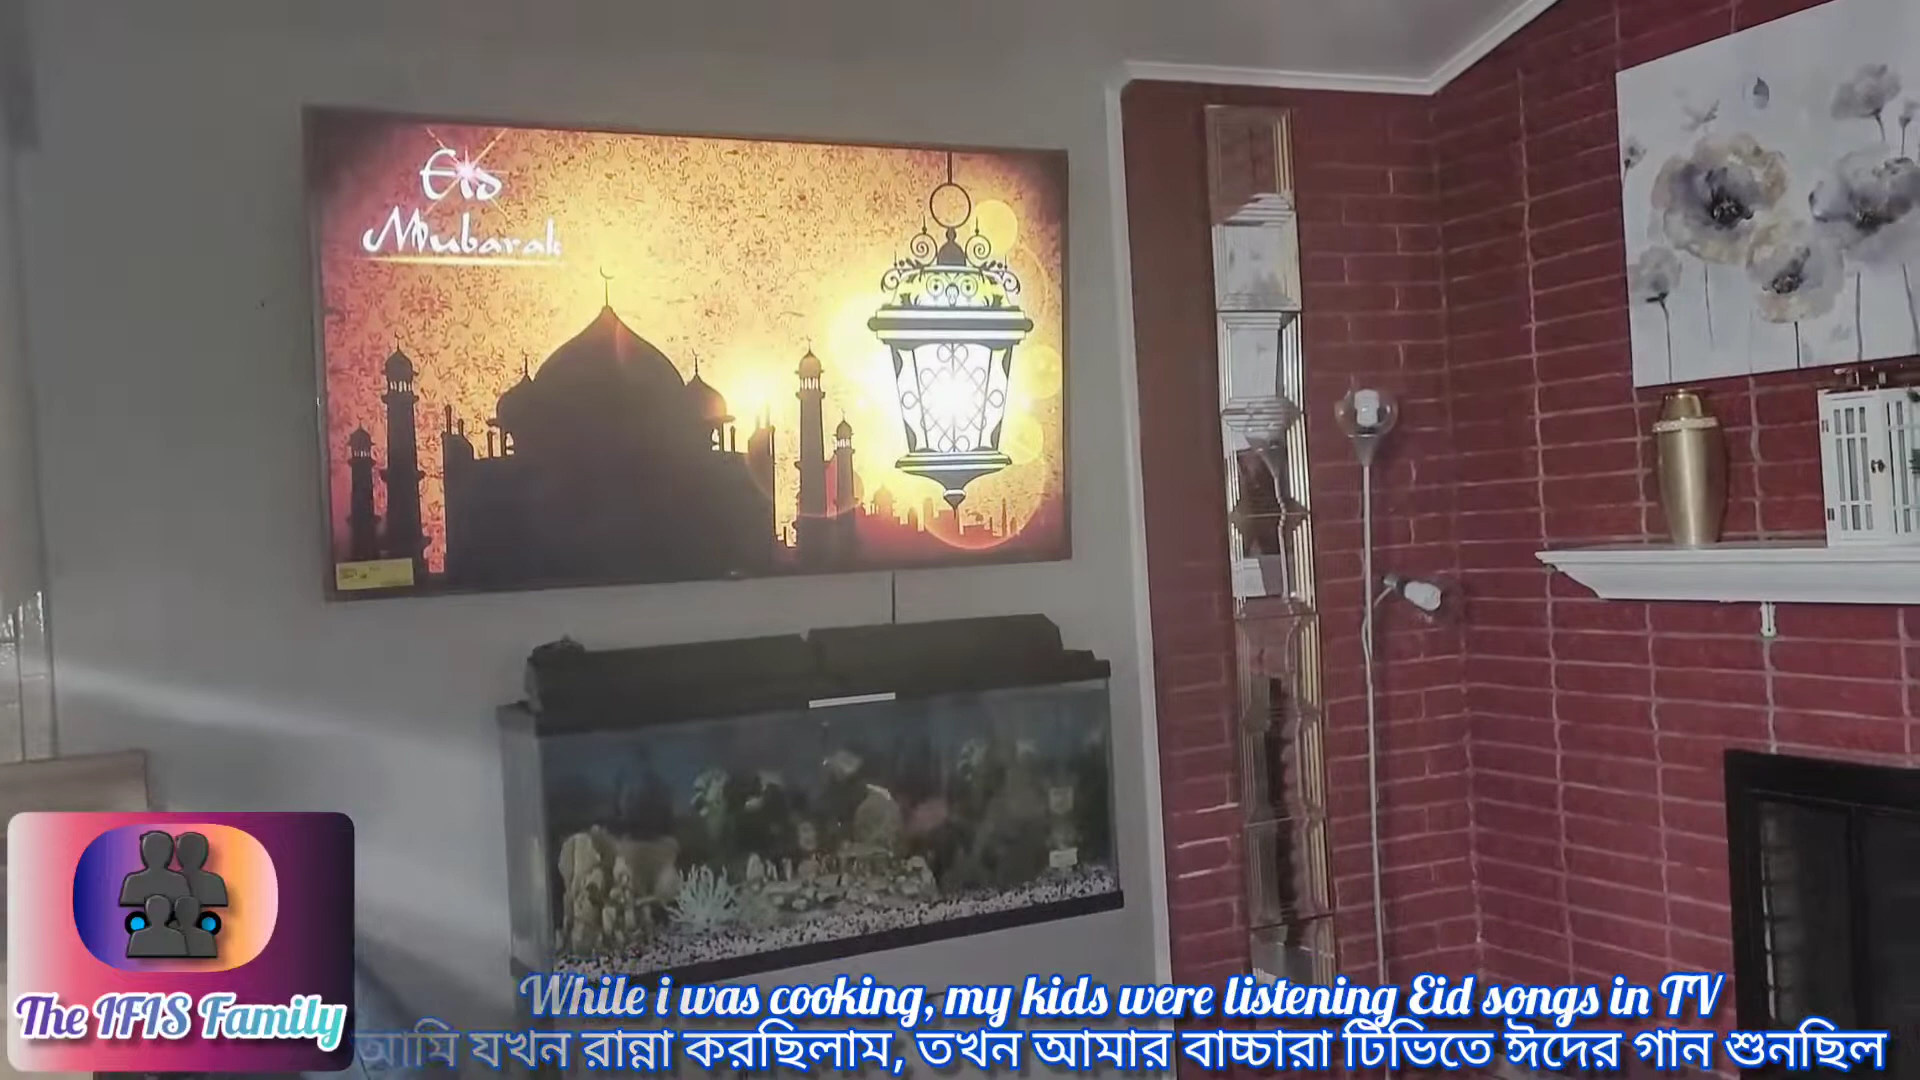 Eid
Mubarak
The IFIS Family
While i was cooking, my kids were listening Eid songs in TV
আমি যখন রান্না করছিলাম, তখন আমার বাচ্চারা টিভিতে ঈদের গান শুনছিল